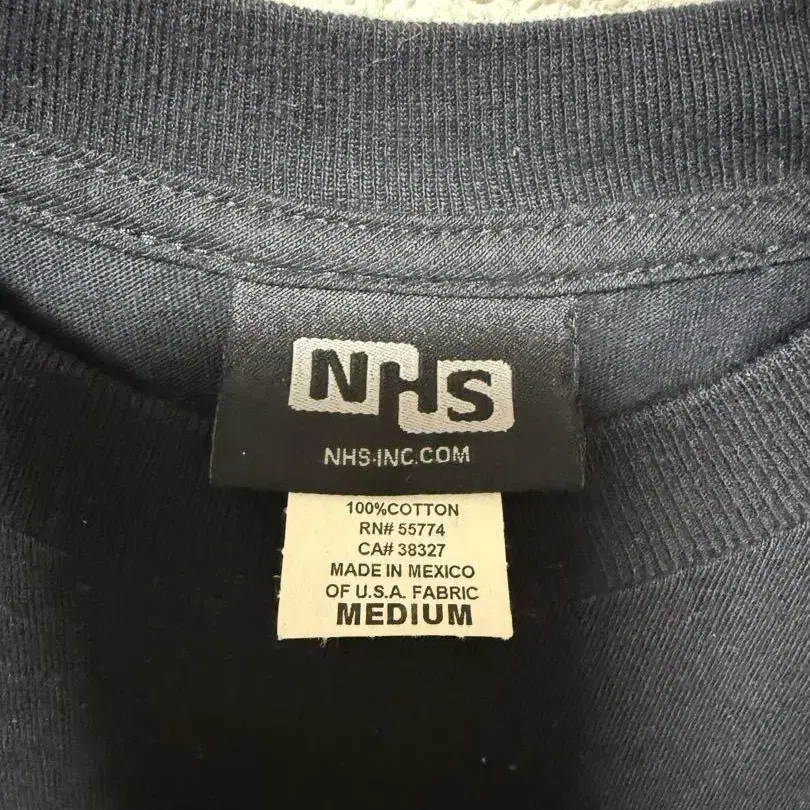 NHS
NHS-INC.COM
100%COTTON
RN# 55774
CA# 38327
MADE IN MEXICO
OF U.S.A. FABRIC
MEDIUM